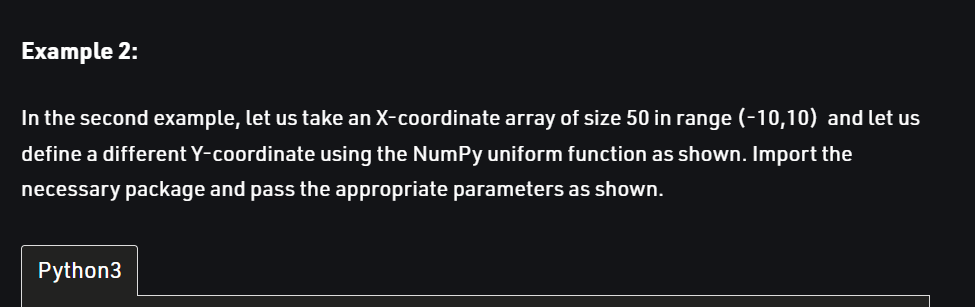 Example 2:
In the second example, let us take an X-coordinate array of size 50 in range (-10,10)  and let us
define a different Y-coordinate using the NumPy uniform function as shown. Import the
necessary package and pass the appropriate parameters as shown.
Python3